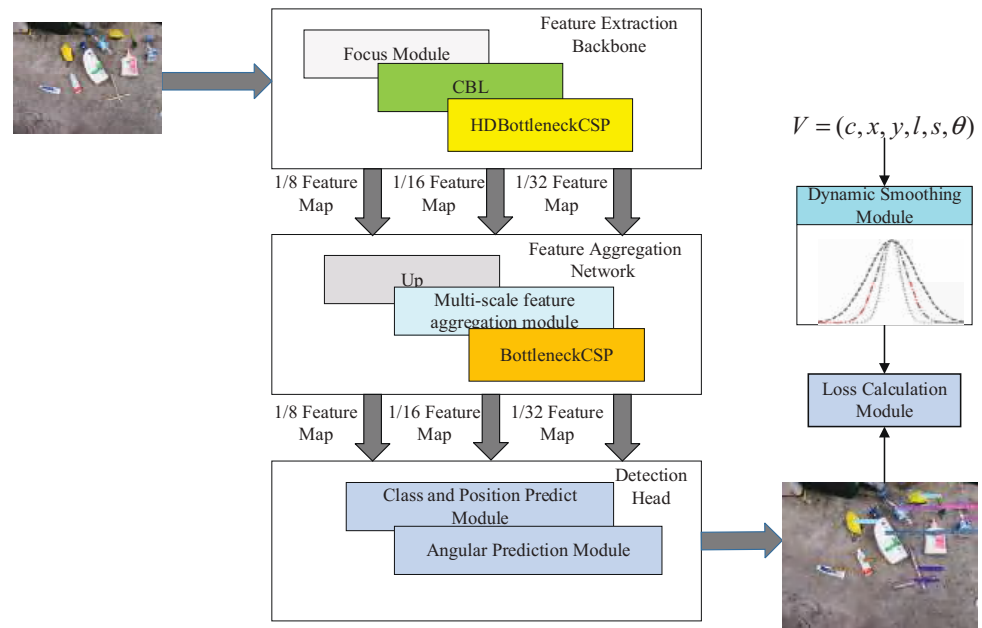 Feature Extraction
Backbone
Focus Module
CBL
HDBottleneckCSP
1/8 Feature
Map
1/16 Feature
Map
1/32 Feature
Map
Feature Aggregation
Network
Up
Multi-scale feature
aggregation module
BottleneckCSP
1/8 Feature
Map
1/16 Feature
Map
1/32 Feature
Map
Detection
Head
Class and Position Predict
Module
Angular Prediction Module
V = (c, x, y, l, s, θ)
Dynamic Smoothing
Module
Loss Calculation
Module